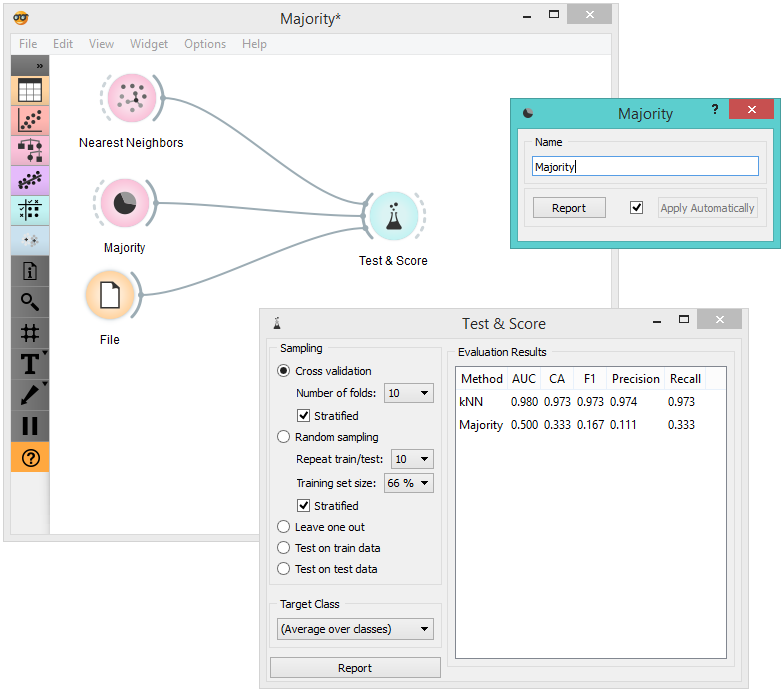 Majority*
File Edit View Widget Options Help
»
Nearest Neighbors
Majority
File
Test & Score
Majority
?
Name
Majority
Report
Apply Automatically
Test & Score
Sampling
Cross validation
Number of folds: 10
Stratified
Random sampling
Repeat train/test: 10
Training set size: 66 %
Stratified
Leave one out
Test on train data
Test on test data
Target Class
(Average over classes)
Report
Evaluation Results
Method AUC CA F1 Precision Recall
kNN 0.980 0.973 0.973 0.974 0.973
Majority 0.500 0.333 0.167 0.111 0.333